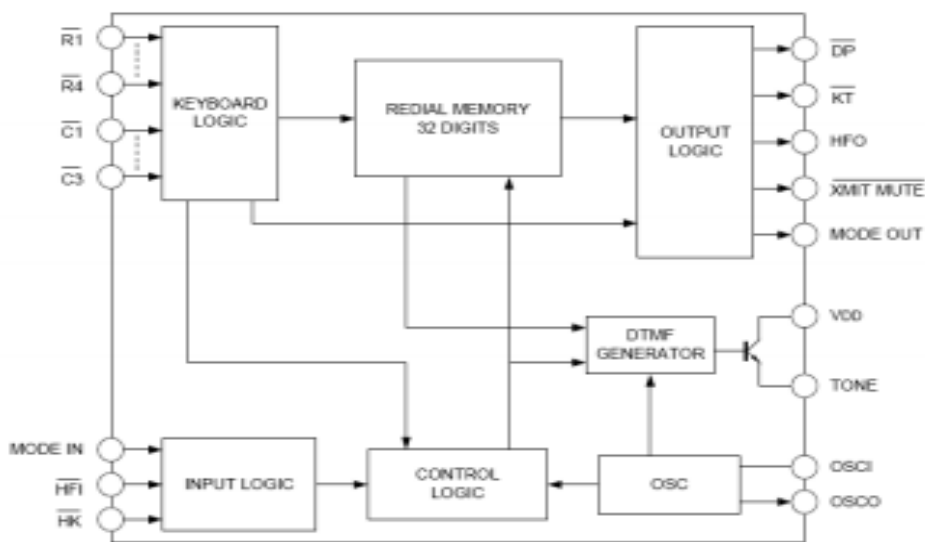 R1
R4
C1
C3
KEYBOARD
LOGIC
REDIAL MEMORY
32 DIGITS
OUTPUT
LOGIC
DP
KT
HFO
XMIT MUTE
MODE OUT
DTMF
GENERATOR
VDD
TONE
MODE IN
HFI
HK
INPUT LOGIC
CONTROL
LOGIC
OSC
OSCI
OSCO